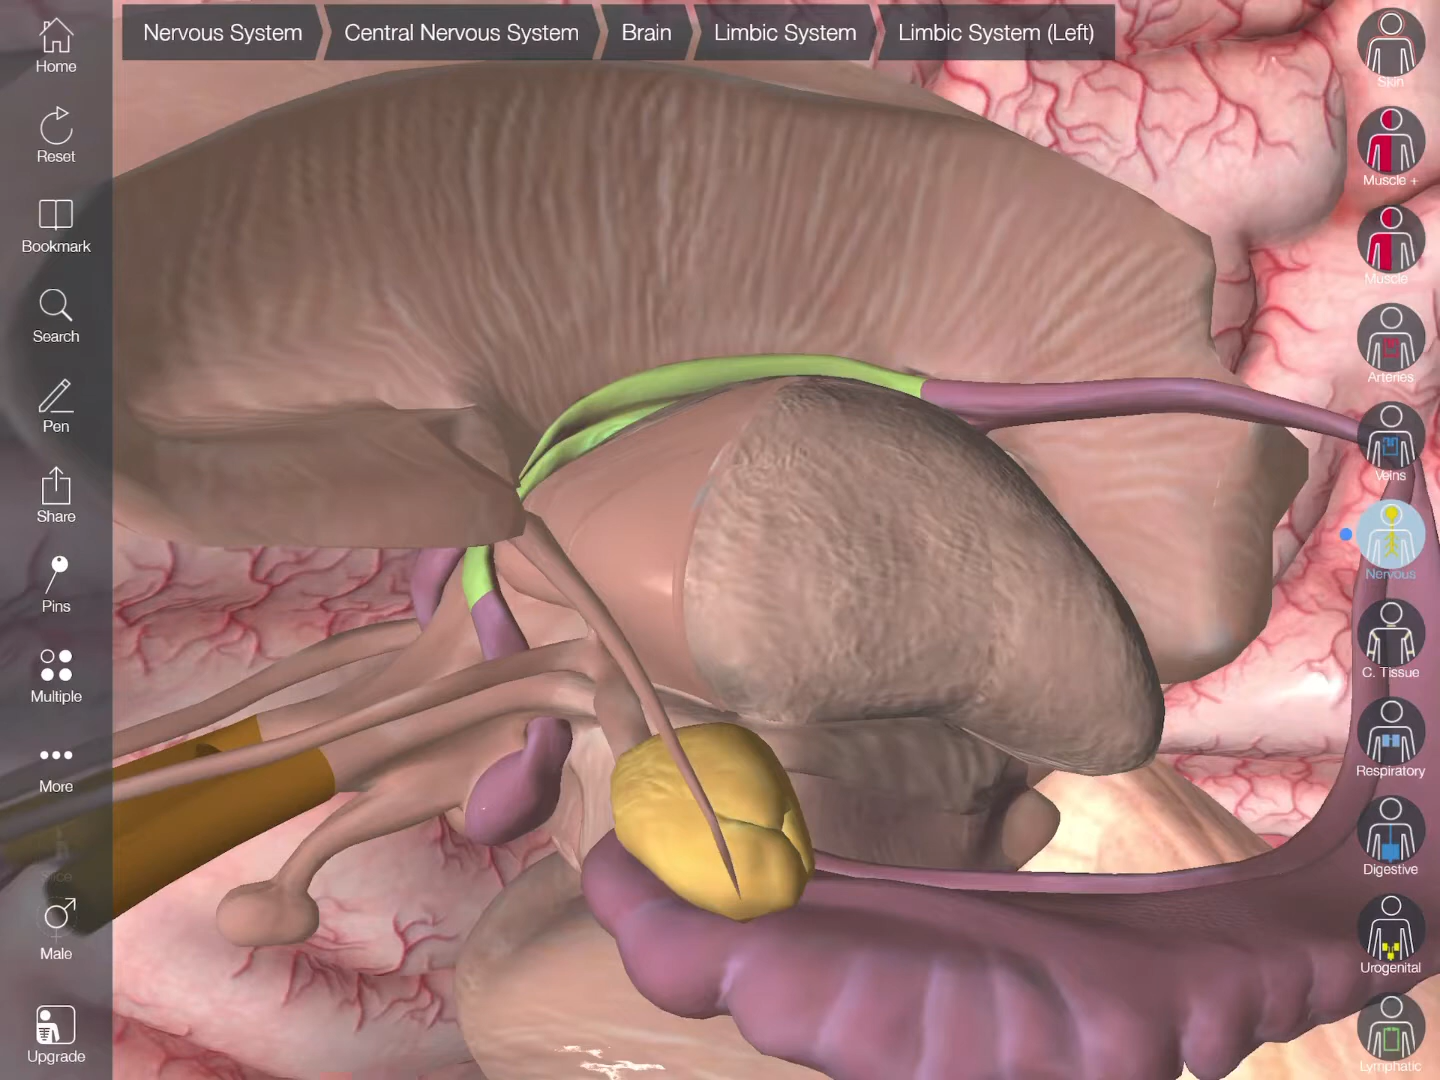 Nervous System
Central Nervous System
Brain
Limbic System
Limbic System (Left)
Home
Reset
Bookmark
Search
Pen
Share
Pins
Multiple
More
Slice
Male
Upgrade
Skin
Muscle +
Muscle
Arteries
Veins
Nervous
C. Tissue
Respiratory
Digestive
Urogenital
Lymphatic